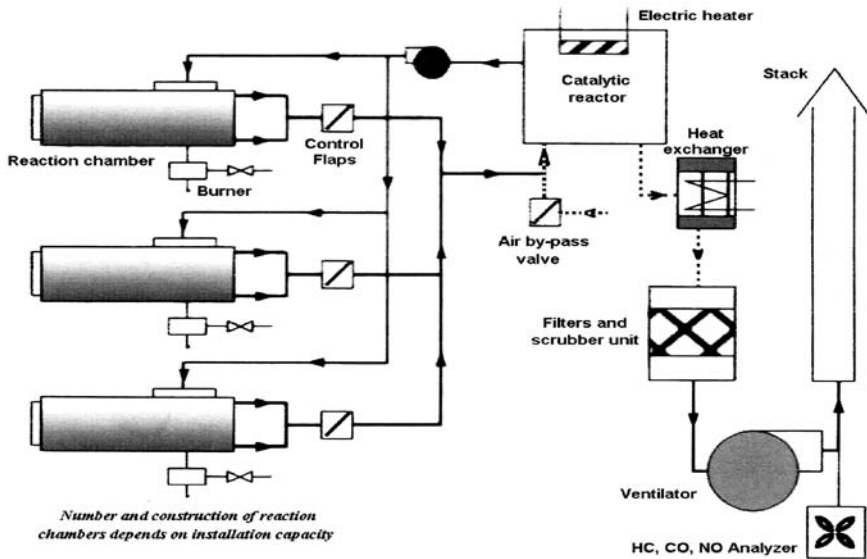 Electric heater
Catalytic
reactor
Stack
Heat
exchanger
Reaction chamber
Control
Flaps
Burner
Air by-pass
valve
Filters and
scrubber unit
Ventilator
HC, CO, NO Analyzer
Number and construction of reaction
chambers depends on installation capacity